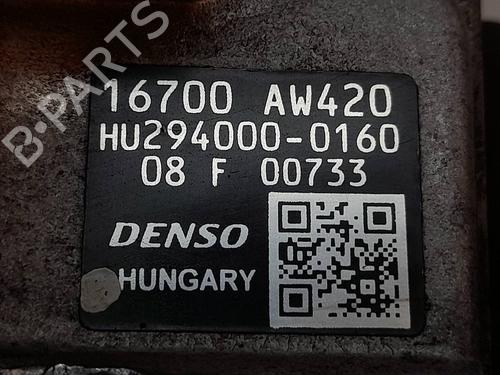 B-PARTS
16700 AW420
HU294000-0160
08 F 00733
DENSO
HUNGARY